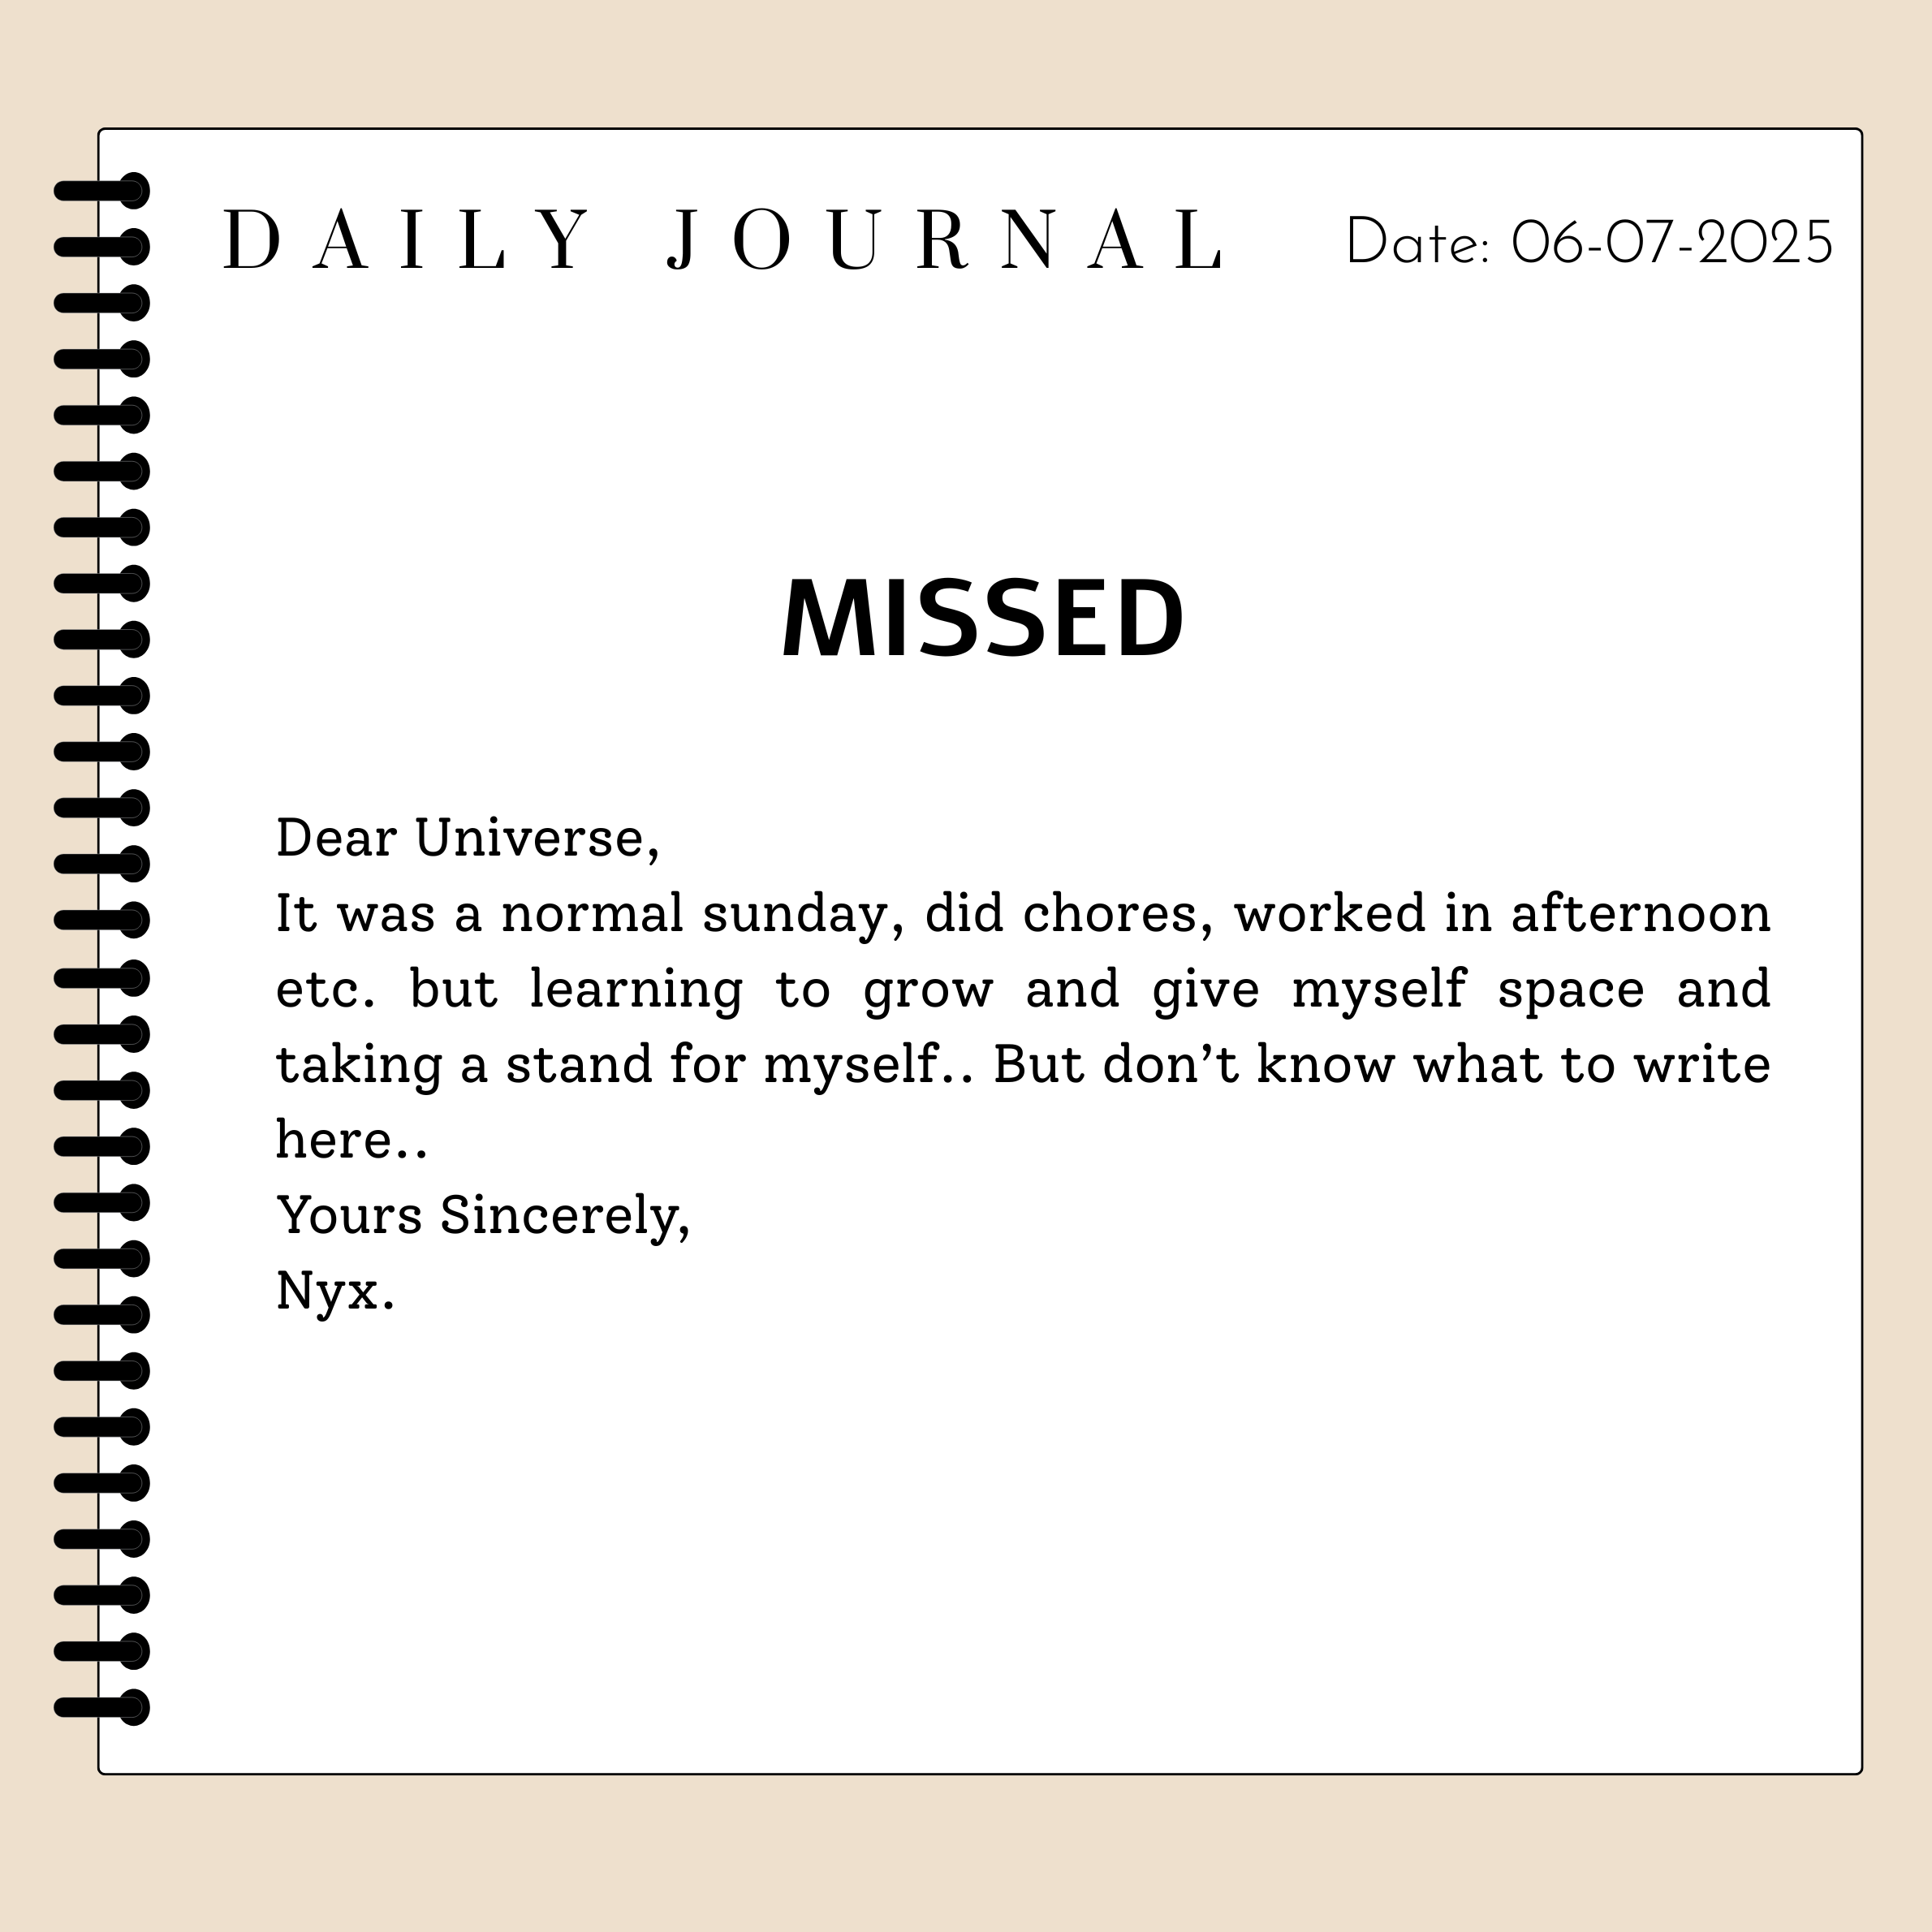 DAILY JOURNAL Date: 06-07-2025
MISSED
Dear Universe,
It was a normal sunday, did chores, worked in afternoon
etc. but learning to grow and give myself space and
taking a stand for myself.. But don’t know what to write
here..
Yours Sincerely,
Nyx.